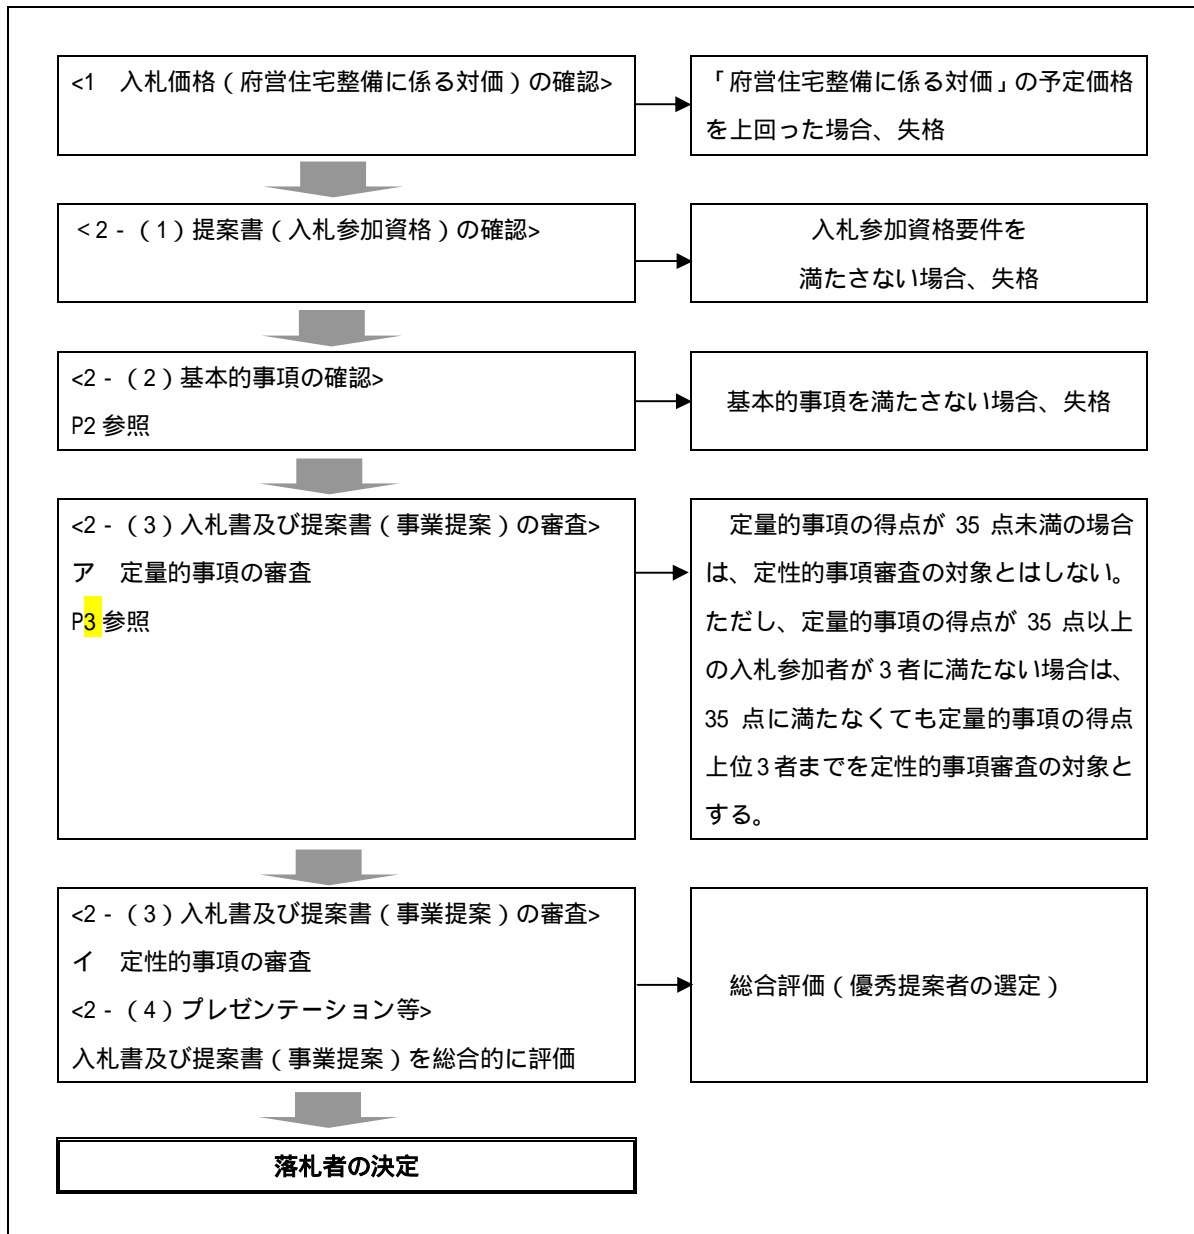 <1　入札価格（府営住宅整備に係る対価）の確認>
「府営住宅整備に係る対価」の予定価格
を上回った場合、失格
<2-（1）提案書（入札参加資格）の確認>
入札参加資格要件を
満たさない場合、失格
<2-（2）基本的事項の確認>
P2 参照
基本的事項を満たさない場合、失格
<2-（3）入札書及び提案書（事業提案）の審査>
ア　定量的事項の審査
P3 参照
定量的事項の得点が 35 点未満の場合
は、定性的事項審査の対象とはしない。
ただし、定量的事項の得点が 35 点以上
の入札参加者が 3 者に満たない場合は、
35 点に満たなくても定量的事項の得点
上位 3 者までを定性的事項審査の対象と
する。
<2-（3）入札書及び提案書（事業提案）の審査>
イ　定性的事項の審査
<2-（4）プレゼンテーション等>
入札書及び提案書（事業提案）を総合的に評価
総合評価（優秀提案者の選定）
落札者の決定